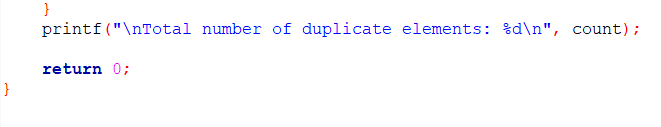 }
printf("\nTotal number of duplicate elements: %d\n", count);
return 0;
}